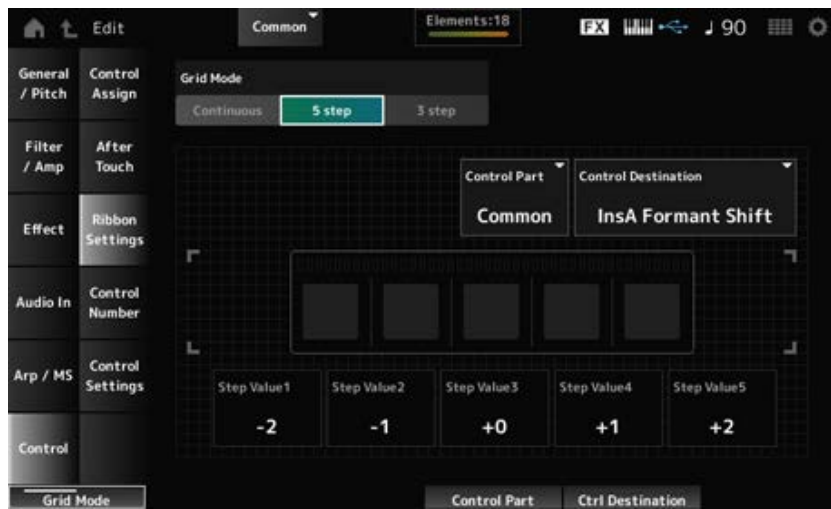 Edit
Common
Elements:18
FX
♩ 90
General / Pitch
Control Assign
Filter / Amp
After Touch
Effect
Ribbon Settings
Audio In
Control Number
Arp / MS
Control Settings
Control
Grid Mode
Continuous
5 step
3 step
Control Part
Common
Control Destination
InsA Formant Shift
Step Value1
Step Value2
Step Value3
Step Value4
Step Value5
-2
-1
+0
+1
+2
Grid Mode
Control Part
Ctrl Destination